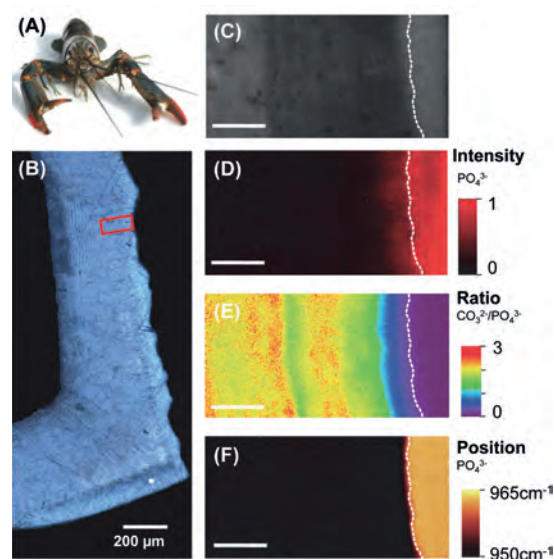 (A)
(C)
(B)
(D)
Intensity
PO₄³⁻
1
0
(E)
Ratio
CO₃²⁻/PO₄³⁻
3
0
(F)
Position
PO₄³⁻
965cm⁻¹
950cm⁻¹
200 µm